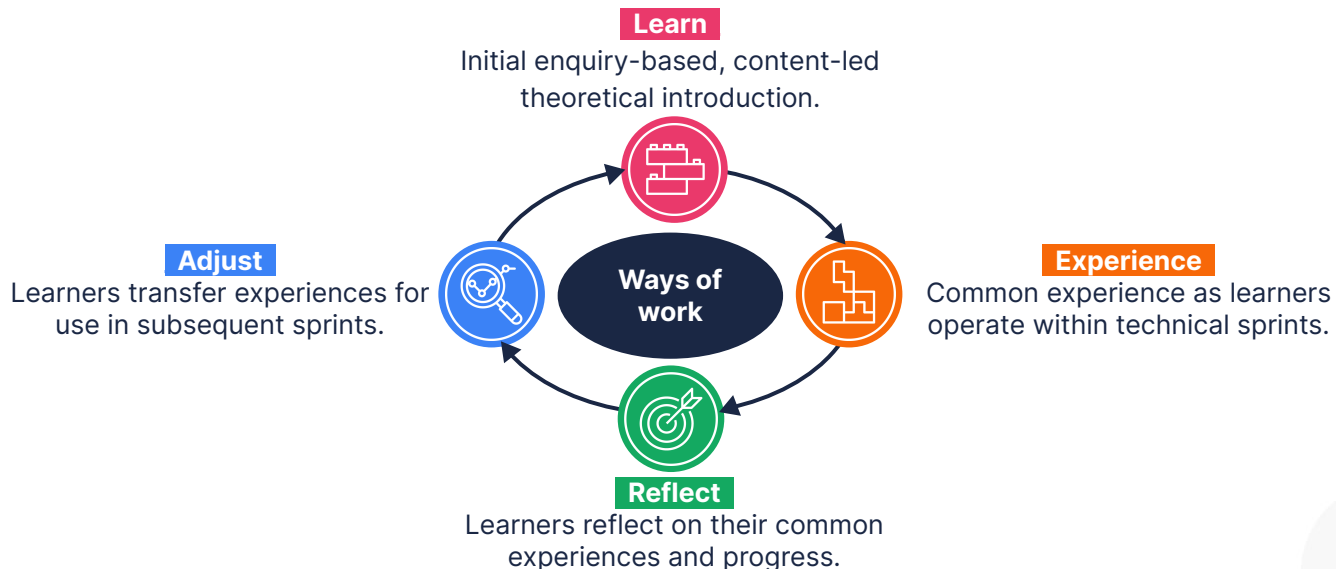 Learn
Initial enquiry-based, content-led
theoretical introduction.
Adjust
Learners transfer experiences for
use in subsequent sprints.
Ways of
work
Experience
Common experience as learners
operate within technical sprints.
Reflect
Learners reflect on their common
experiences and progress.